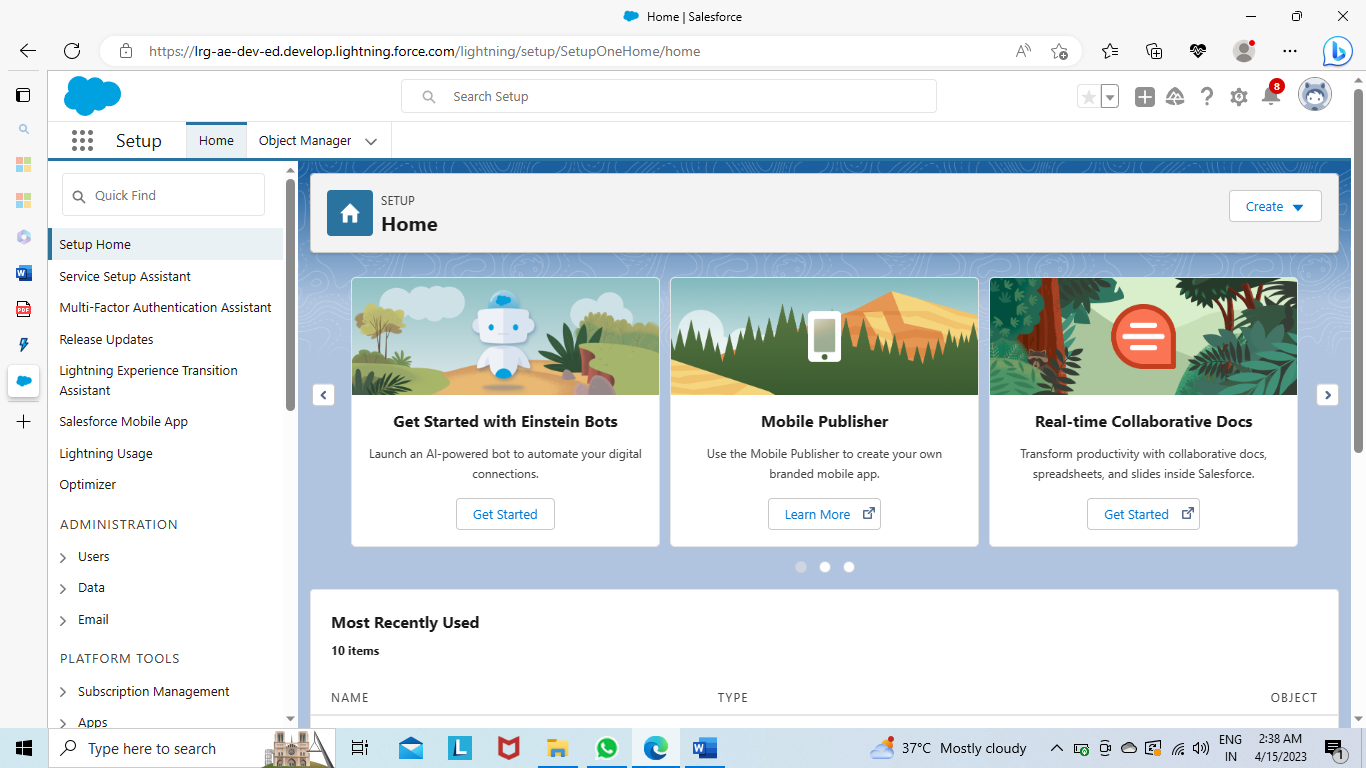 Home | Salesforce
https://lrg-ae-dev-ed.develop.lightning.force.com/lightning/setup/SetupOneHome/home
Search Setup
8
Setup
Home
Object Manager
Quick Find
Setup Home
Service Setup Assistant
Multi-Factor Authentication Assistant
Release Updates
Lightning Experience Transition
Assistant
Salesforce Mobile App
Lightning Usage
Optimizer
ADMINISTRATION
Users
Data
Email
PLATFORM TOOLS
Subscription Management
Apps
SETUP
Home
Create
Get Started with Einstein Bots
Launch an AI-powered bot to automate your digital
connections.
Get Started
Mobile Publisher
Use the Mobile Publisher to create your own
branded mobile app.
Learn More
Real-time Collaborative Docs
Transform productivity with collaborative docs,
spreadsheets, and slides inside Salesforce.
Get Started
Most Recently Used
10 items
NAME TYPE OBJECT
Type here to search
37°C Mostly cloudy
ENG
IN
2:38 AM
4/15/2023
1